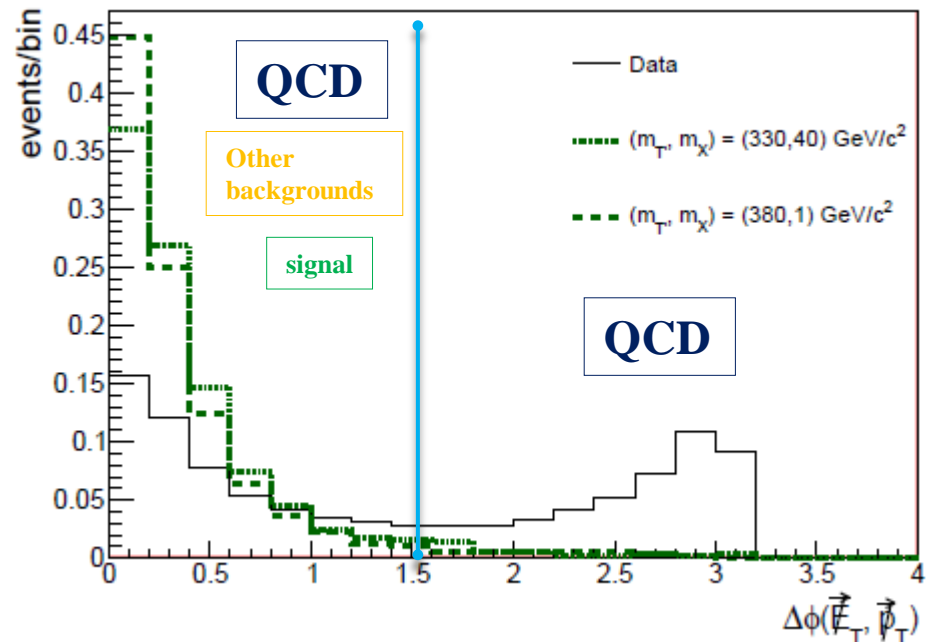 events/bin
0.45
0.4
0.35
0.3
0.25
0.2
0.15
0.1
0.05
0
QCD
Other
backgrounds
signal
QCD
Data
(m_T', m_X) = (330,40) GeV/c²
(m_T', m_X) = (380,1) GeV/c²
0 0.5 1 1.5 2 2.5 3 3.5 4
Δϕ(E̸⃗_T, p̸⃗_T)